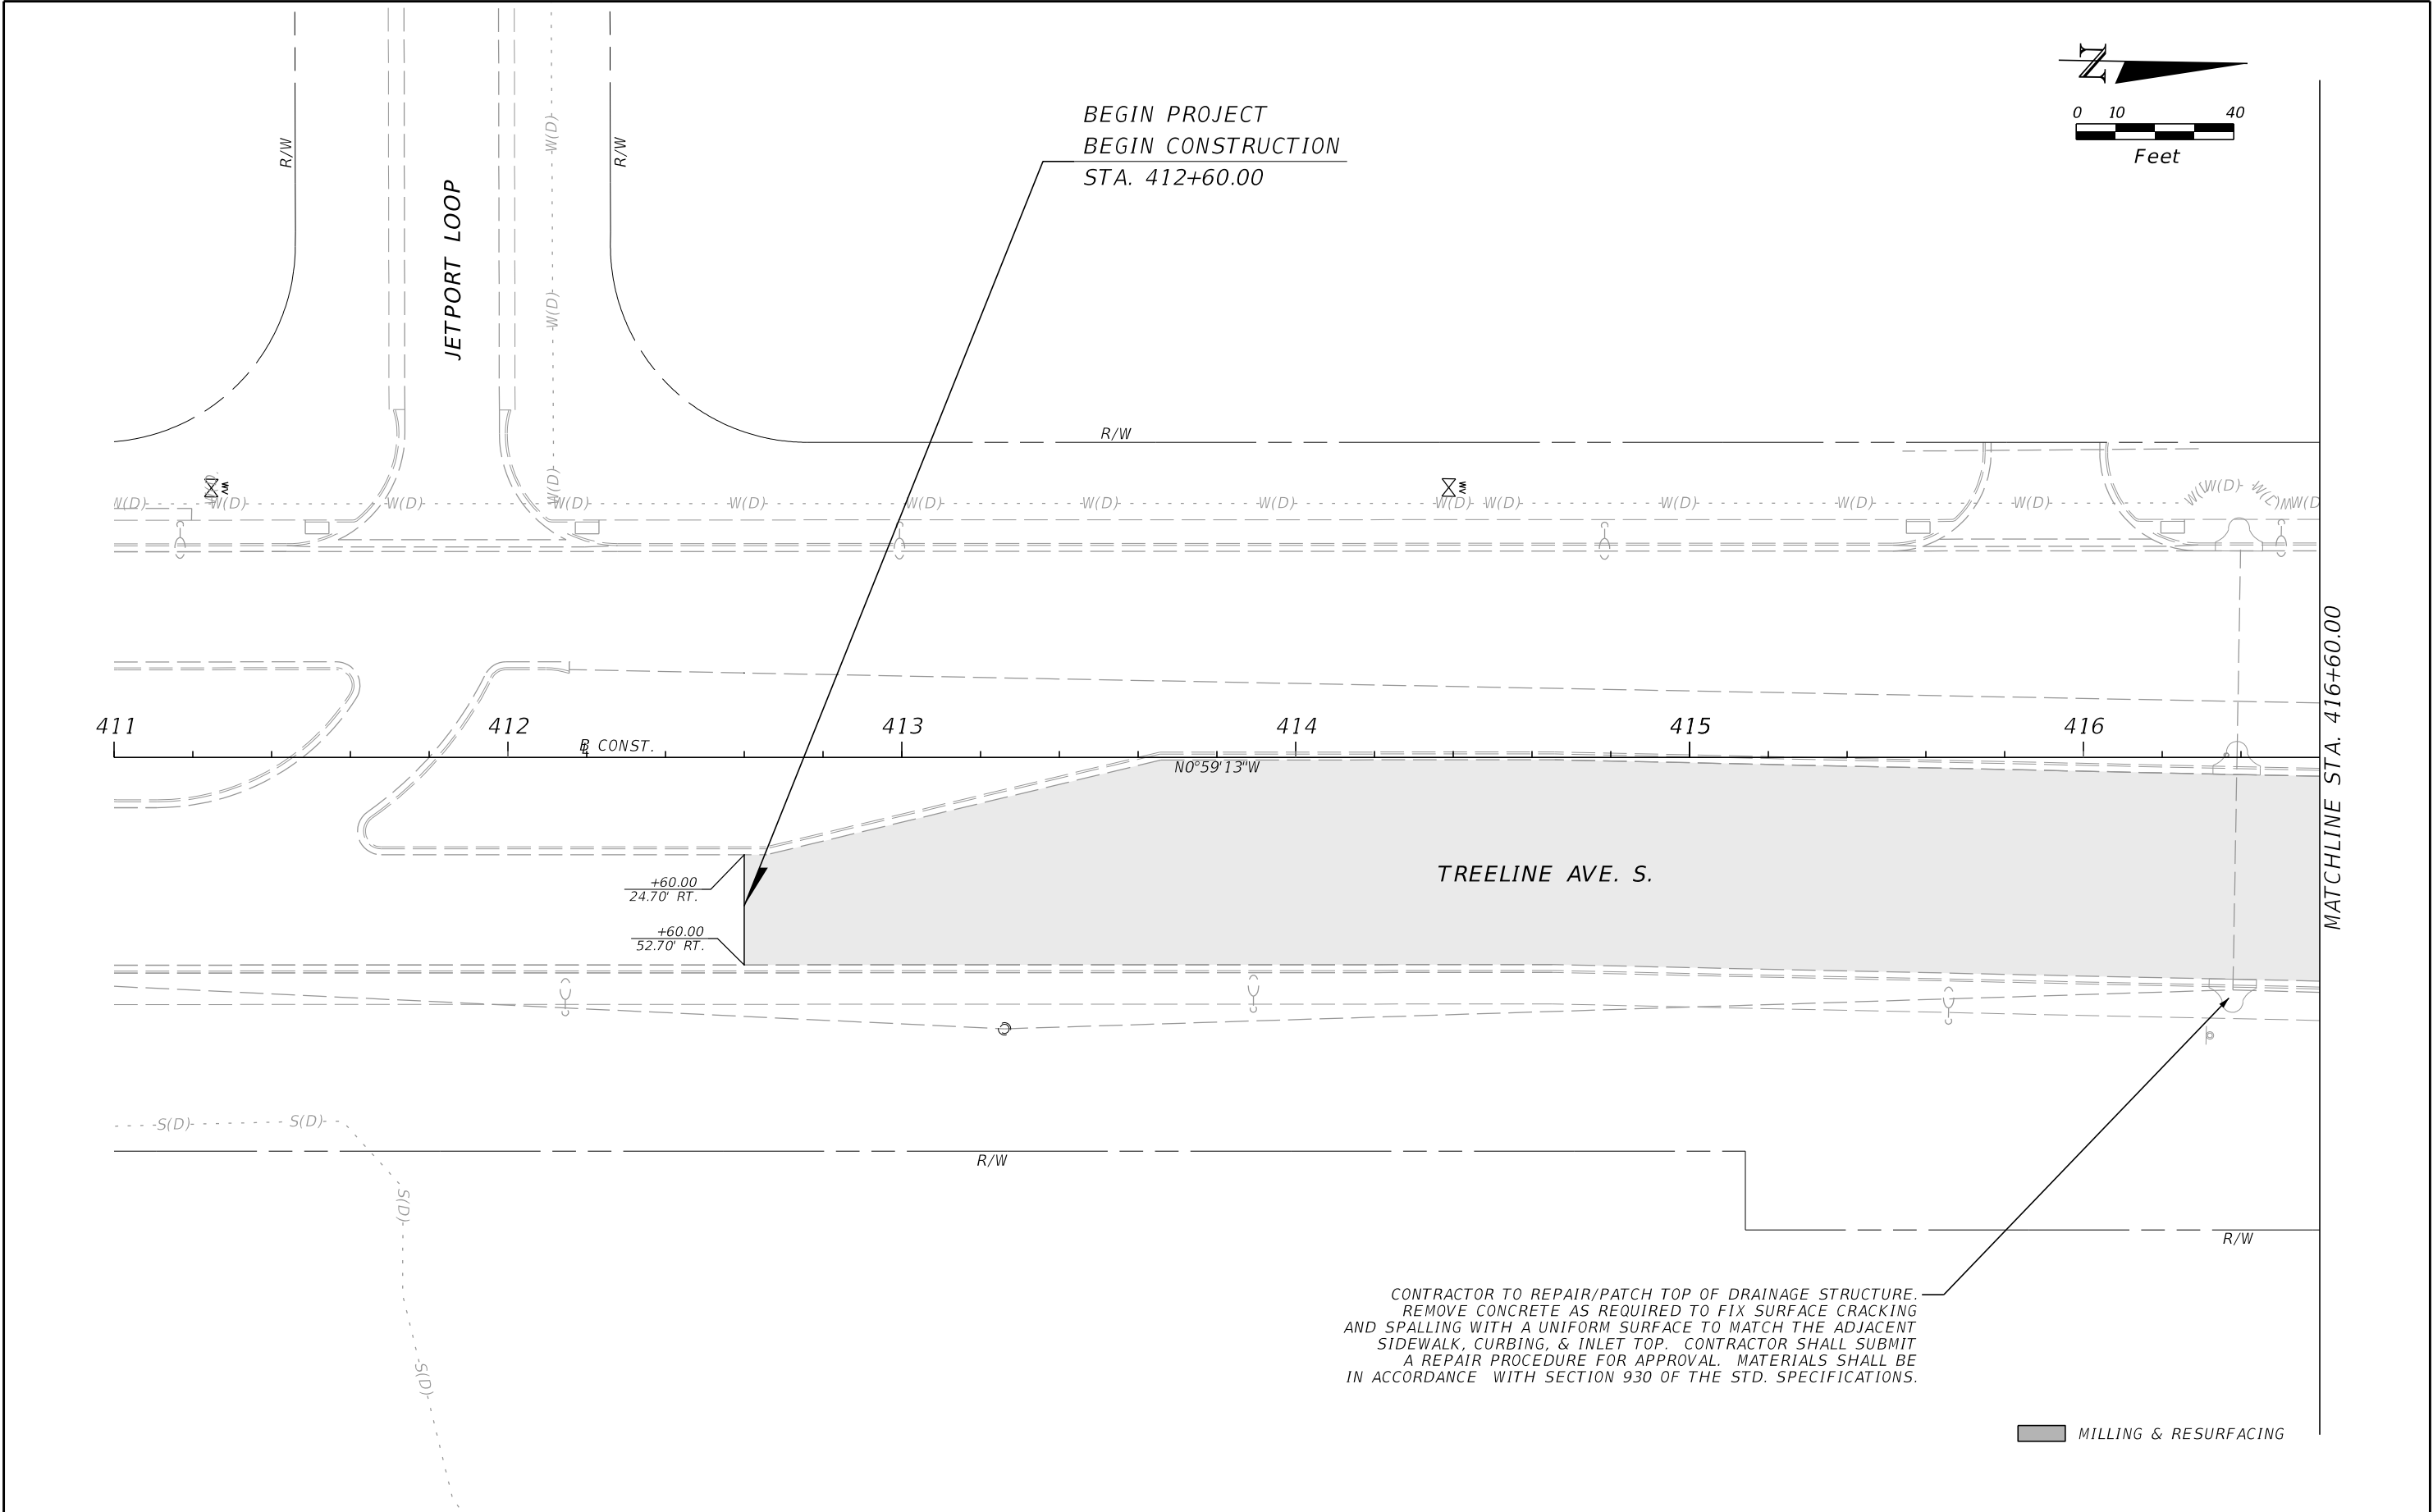 N
0 10 40
Feet
BEGIN PROJECT
BEGIN CONSTRUCTION
STA. 412+60.00
R/W
R/W
JETPORT LOOP
W(D)
W(D)
W(D)
R/W
W(D)
WV
WV
W(D) W(D) W(D) W(D) W(D) W(D) W(D) W(D) W(D) W(D) W(D) W(D) W(D)
W(D) W(D) W(D) W(D)
411 412 413 414 415 416
B CONST.
N0°59'13"W
MATCHLINE STA. 416+60.00
TREELINE AVE. S.
+60.00
24.70' RT.
+60.00
52.70' RT.
S(D) S(D)
S(D)
S(D)
R/W
R/W
CONTRACTOR TO REPAIR/PATCH TOP OF DRAINAGE STRUCTURE.
REMOVE CONCRETE AS REQUIRED TO FIX SURFACE CRACKING
AND SPALLING WITH A UNIFORM SURFACE TO MATCH THE ADJACENT
SIDEWALK, CURBING, & INLET TOP. CONTRACTOR SHALL SUBMIT
A REPAIR PROCEDURE FOR APPROVAL. MATERIALS SHALL BE
IN ACCORDANCE WITH SECTION 930 OF THE STD. SPECIFICATIONS.
MILLING & RESURFACING